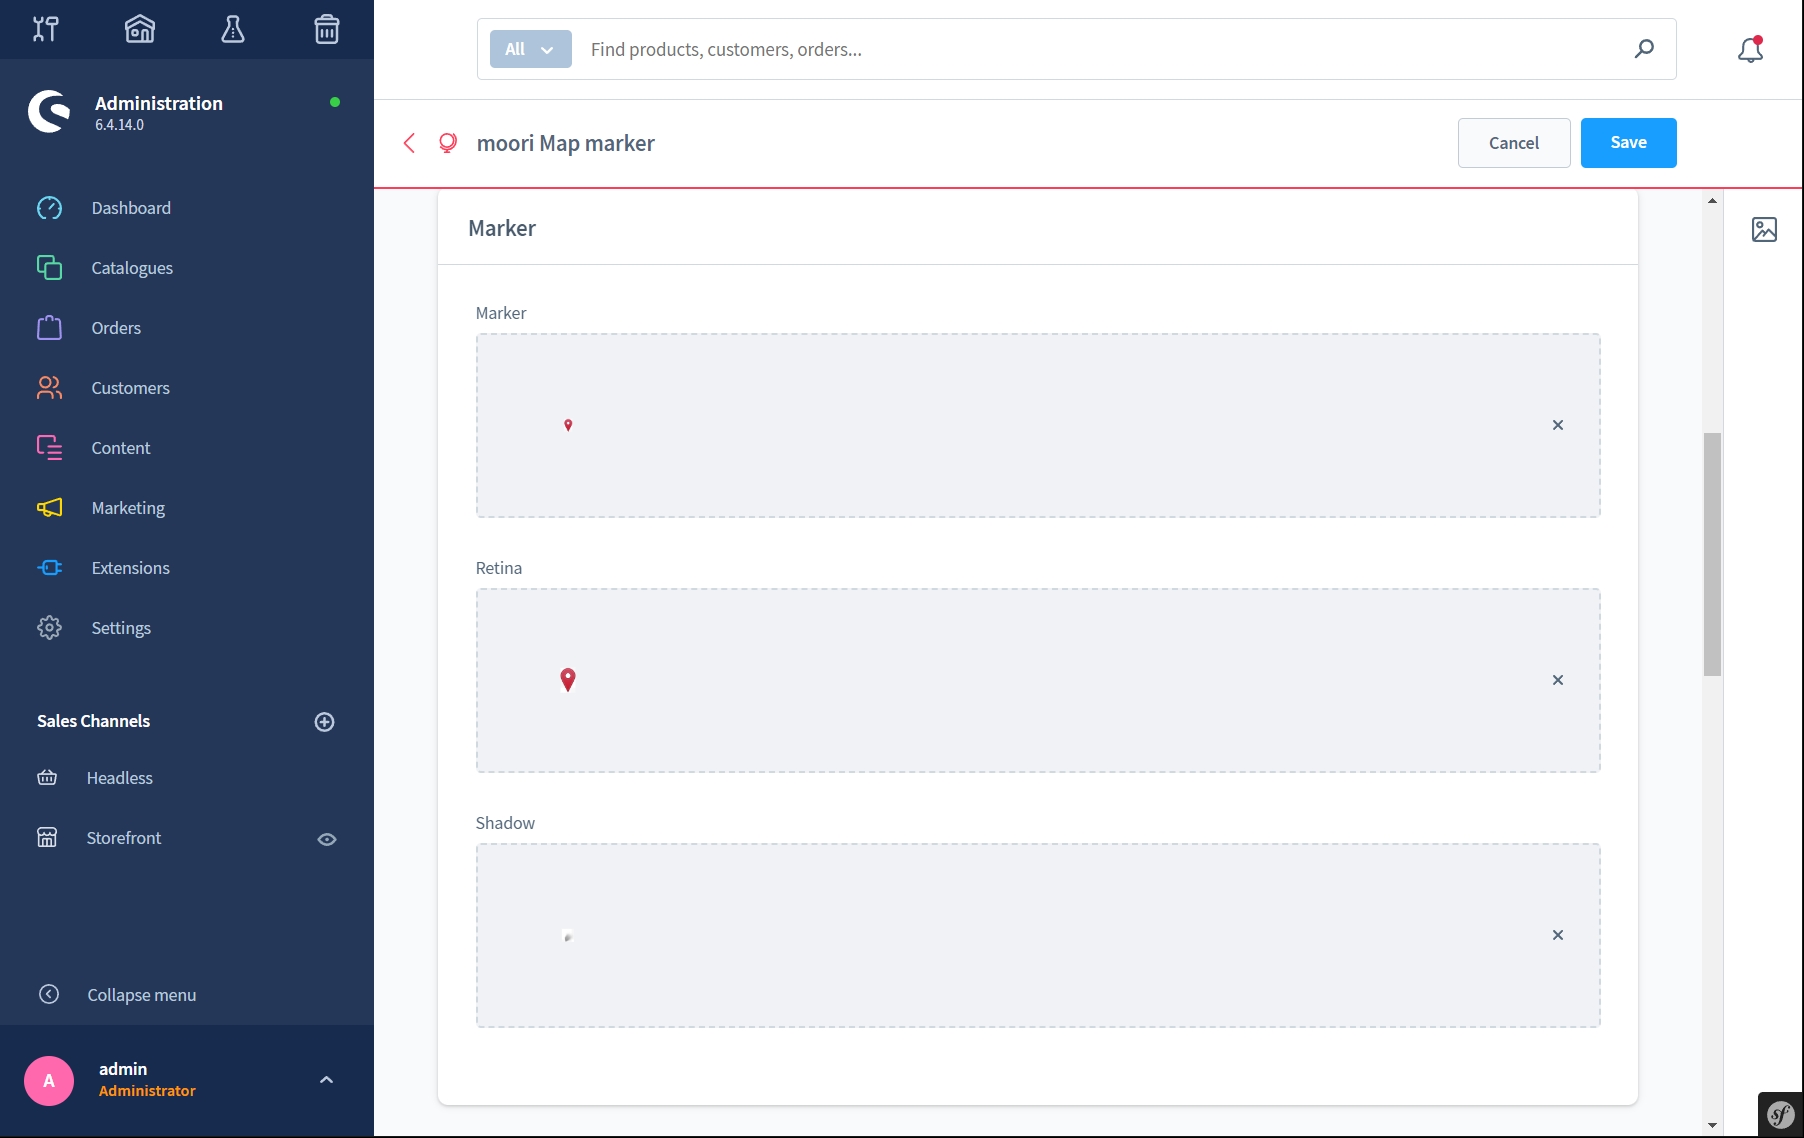 Administration
6.4.14.0
Dashboard
Catalogues
Orders
Customers
Content
Marketing
Extensions
Settings
Sales Channels
Headless
Storefront
Collapse menu
A
admin
Administrator
All
Find products, customers, orders...
moori Map marker
Cancel
Save
Marker
Marker
Retina
Shadow
sf